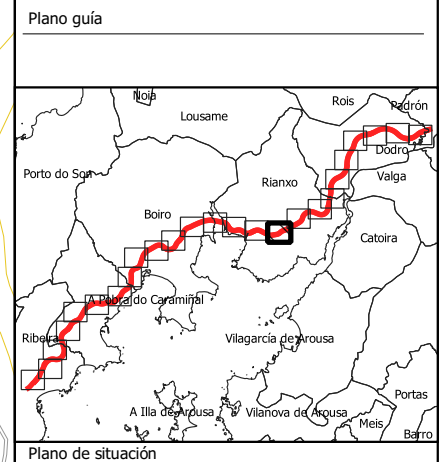 Plano guía
Noia
Rois
Padrón
Lousame
Dodro
Porto do Son
Valga
Rianxo
Boiro
Catoira
A Pobra do Caramiñal
Ribeira
Vilagarcía de Arousa
Portas
A Illa de Arousa
Vilanova de Arousa
Meis
Barro
Plano de situación